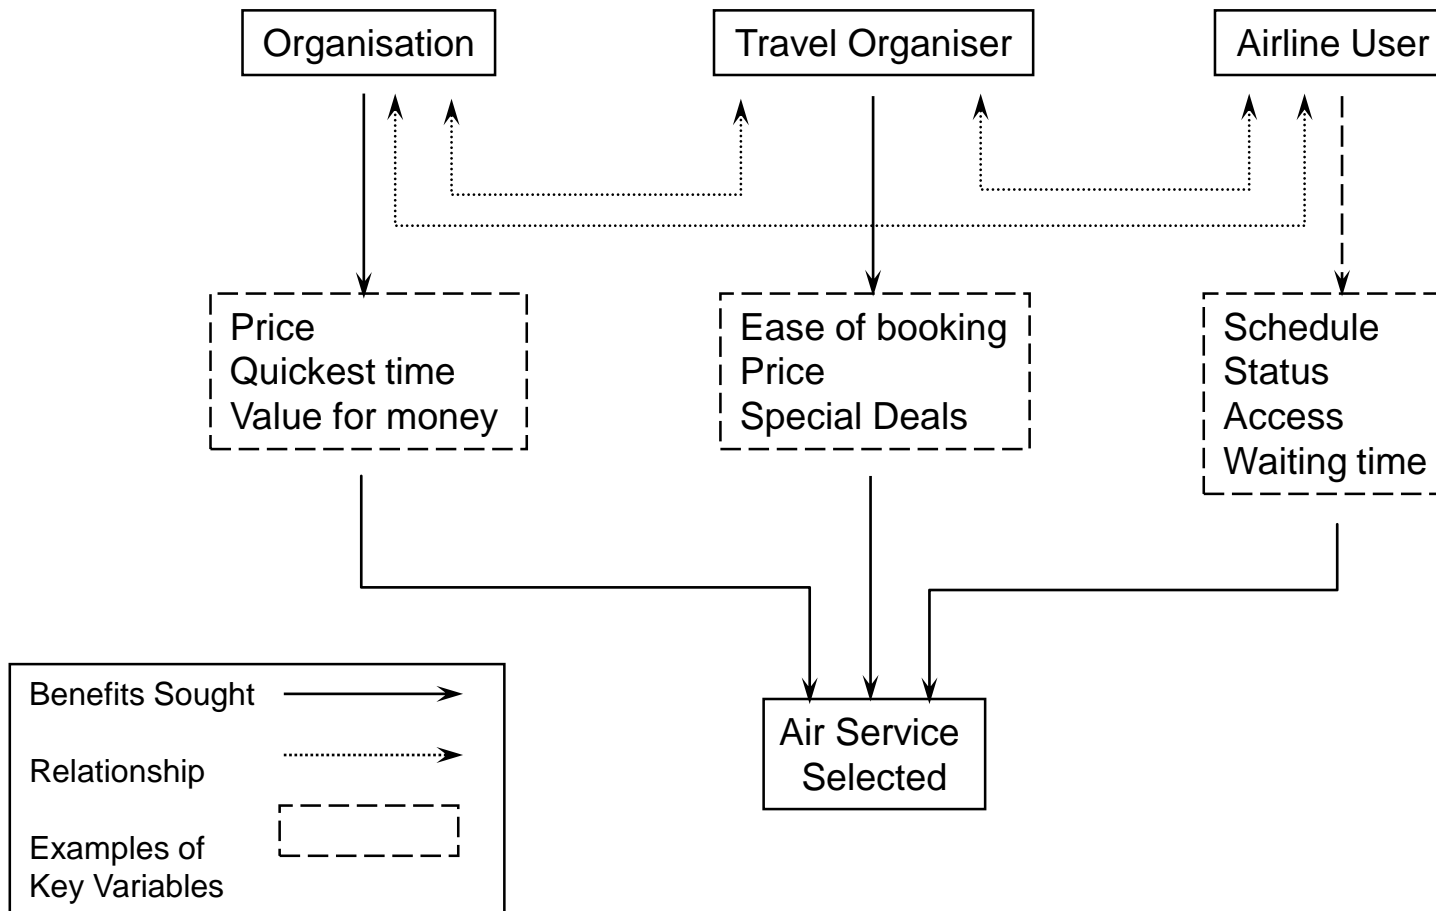 Organisation
Travel Organiser
Airline User
Price
Quickest time
Value for money
Ease of booking
Price
Special Deals
Schedule
Status
Access
Waiting time
Benefits Sought
Relationship
Examples of
Key Variables
Air Service
Selected